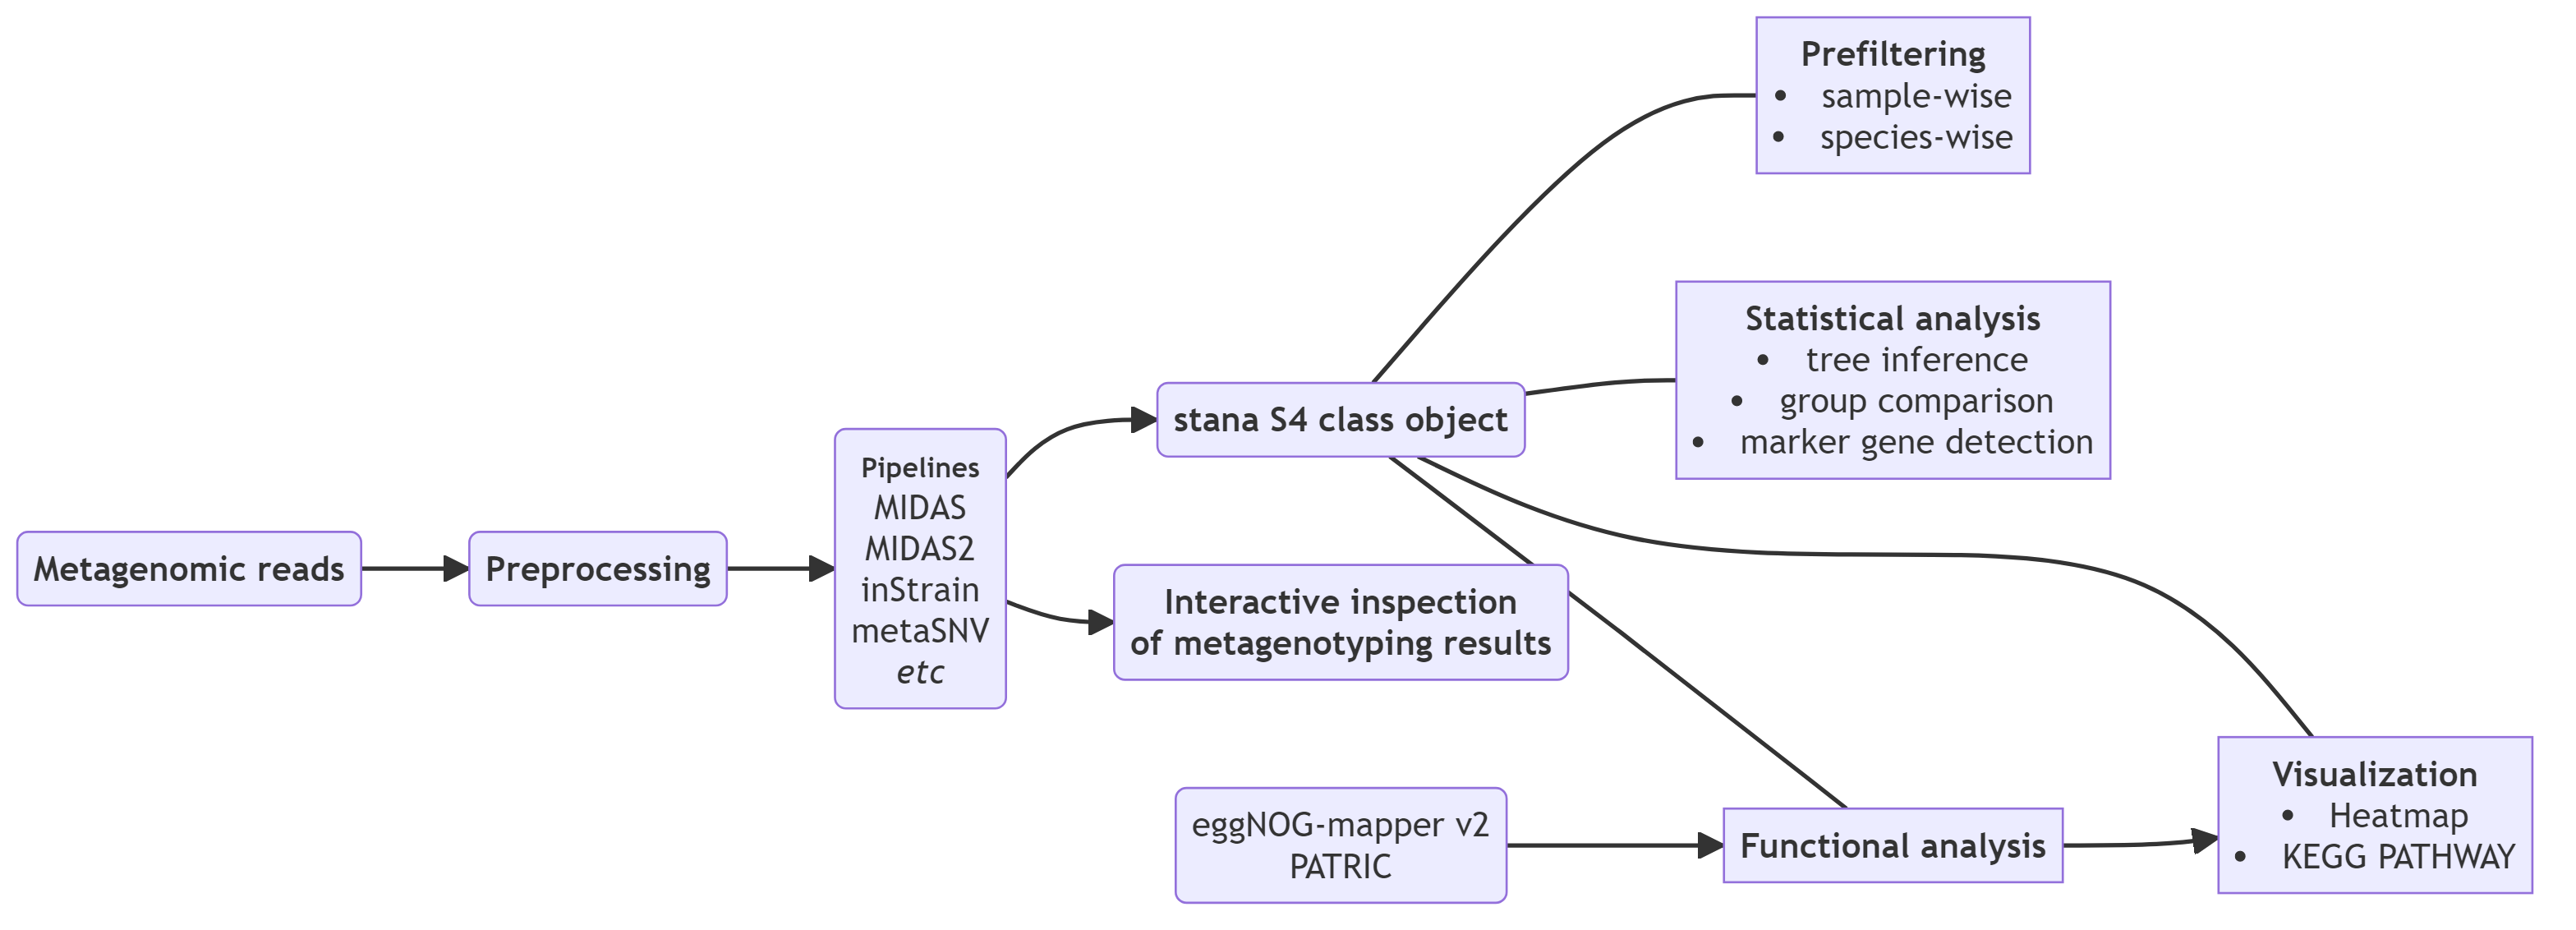 Metagenomic reads
Preprocessing
Pipelines
MIDAS
MIDAS2
inStrain
metaSNV
etc
stana S4 class object
Interactive inspection
of metagenotyping results
eggNOG-mapper v2
PATRIC
Prefiltering
• sample-wise
• species-wise
Statistical analysis
• tree inference
• group comparison
• marker gene detection
Functional analysis
Visualization
• Heatmap
• KEGG PATHWAY